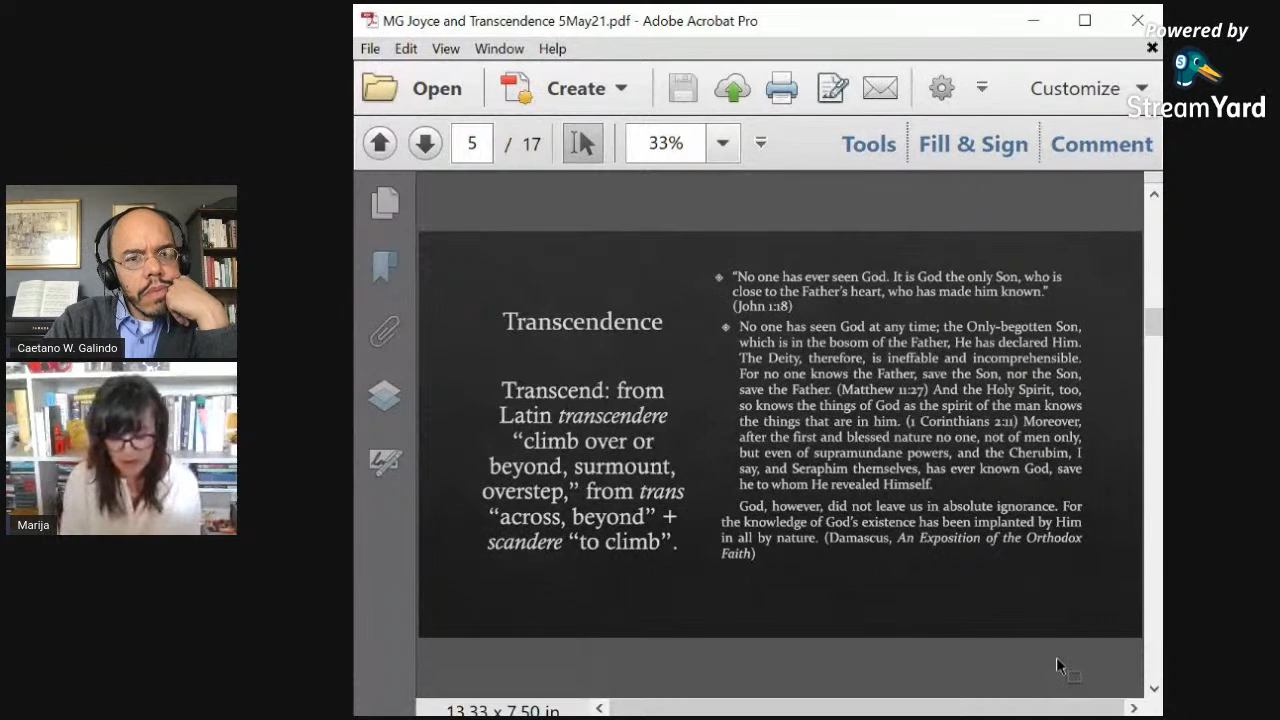 MG Joyce and Transcendence 5May21.pdf - Adobe Acrobat Pro
Powered by
StreamYard
File Edit View Window Help
Open Create Customize
5 / 17 33% Tools Fill & Sign Comment
Caetano W. Galindo
Marija
Transcendence
Transcend: from
Latin transcendere
“climb over or
beyond, surmount,
overstep,” from trans
“across, beyond” +
scandere “to climb”.
“No one has ever seen God. It is God the only Son, who is
close to the Father’s heart, who has made him known.”
(John 1:18)
No one has seen God at any time; the Only-begotten Son,
which is in the bosom of the Father, He has declared Him.
The Deity, therefore, is ineffable and incomprehensible.
For no one knows the Father, save the Son, nor the Son,
save the Father. (Matthew 11:27) And the Holy Spirit, too,
so knows the things of God as the spirit of the man knows
the things that are in him. (1 Corinthians 2:11) Moreover,
after the first and blessed nature no one, not of men only,
but even of supramundane powers, and the Cherubim, I
say, and Seraphim themselves, has ever known God, save
he to whom He revealed Himself.
God, however, did not leave us in absolute ignorance. For
the knowledge of God’s existence has been implanted by Him
in all by nature. (Damascus, An Exposition of the Orthodox
Faith)
13.33 x 7.50 in